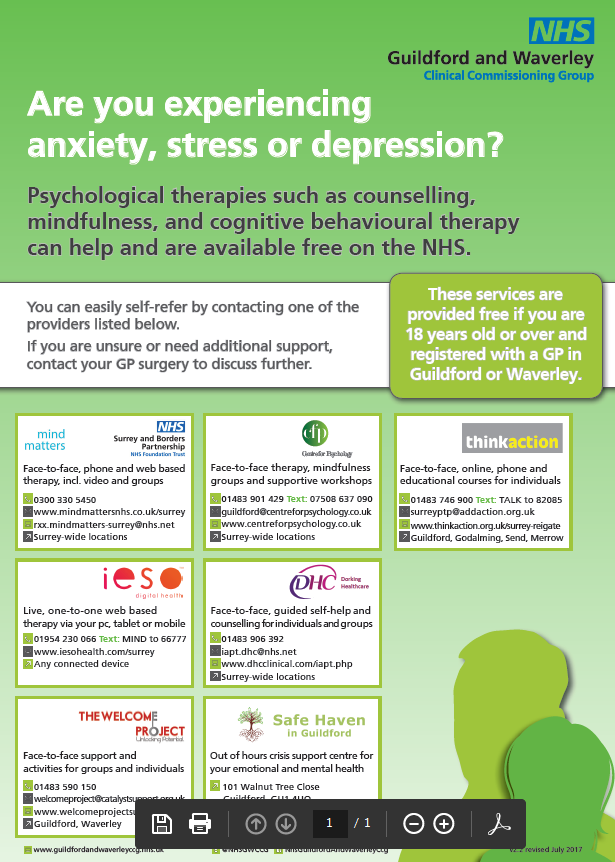 NHS
Guildford and Waverley
Clinical Commissioning Group
Are you experiencing
anxiety, stress or depression?
Psychological therapies such as counselling,
mindfulness, and cognitive behavioural therapy
can help and are available free on the NHS.
You can easily self-refer by contacting one of the
providers listed below.
If you are unsure or need additional support,
contact your GP surgery to discuss further.
These services are
provided free if you are
18 years old or over and
registered with a GP in
Guildford or Waverley.
mind
matters
NHS
Surrey and Borders
Partnership
NHS Foundation Trust
Face-to-face, phone and web based
therapy, incl. video and groups
0300 330 5450
www.mindmattersnhs.co.uk/surrey
rxx.mindmatters-surrey@nhs.net
Surrey-wide locations
cfp
Centre for Psychology
Face-to-face therapy, mindfulness
groups and supportive workshops
01483 901 429 Text: 07508 637 090
guildford@centreforpsychology.co.uk
www.centreforpsychology.co.uk
Surrey-wide locations
thinkaction
Face-to-face, online, phone and
educational courses for individuals
01483 746 900 Text: TALK to 82085
surreyptp@addaction.org.uk
www.thinkaction.org.uk/surrey-reigate
Guildford, Godalming, Send, Merrow
ieso
digital health
Live, one-to-one web based
therapy via your pc, tablet or mobile
01954 230 066 Text: MIND to 66777
www.iesohealth.com/surrey
Any connected device
DHC Dorking
Healthcare
Face-to-face, guided self-help and
counselling for individuals and groups
01483 906 392
iapt.dhc@nhs.net
www.dhcclinical.com/iapt.php
Surrey-wide locations
THE WELCOME
PROJECT
Unlocking Potential
Face-to-face support and
activities for groups and individuals
01483 590 150
welcomeproject@catalystsupport.org.uk
www.welcomeprojectsu
Guildford, Waverley
Safe Haven
in Guildford
Out of hours crisis support centre for
your emotional and mental health
101 Walnut Tree Close
Guildford, GU1 4UQ
1 / 1
www.guildfordandwaverleyccg.nhs.uk
@NHSGWCCG
NHSGuildfordAndWaverleyCcg
revised July 2017